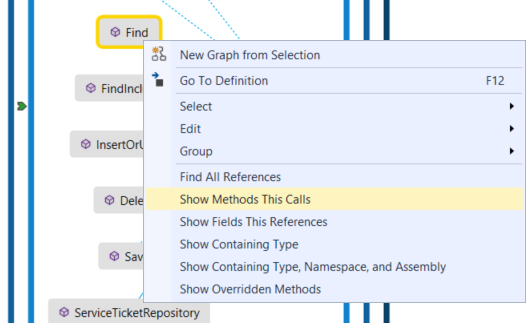 Find
New Graph from Selection
Go To Definition F12
FindIncl
Select
Edit
InsertOrU
Group
Find All References
Dele
Show Methods This Calls
Show Fields This References
Show Containing Type
Sav
Show Containing Type, Namespace, and Assembly
Show Overridden Methods
ServiceTicketRepository